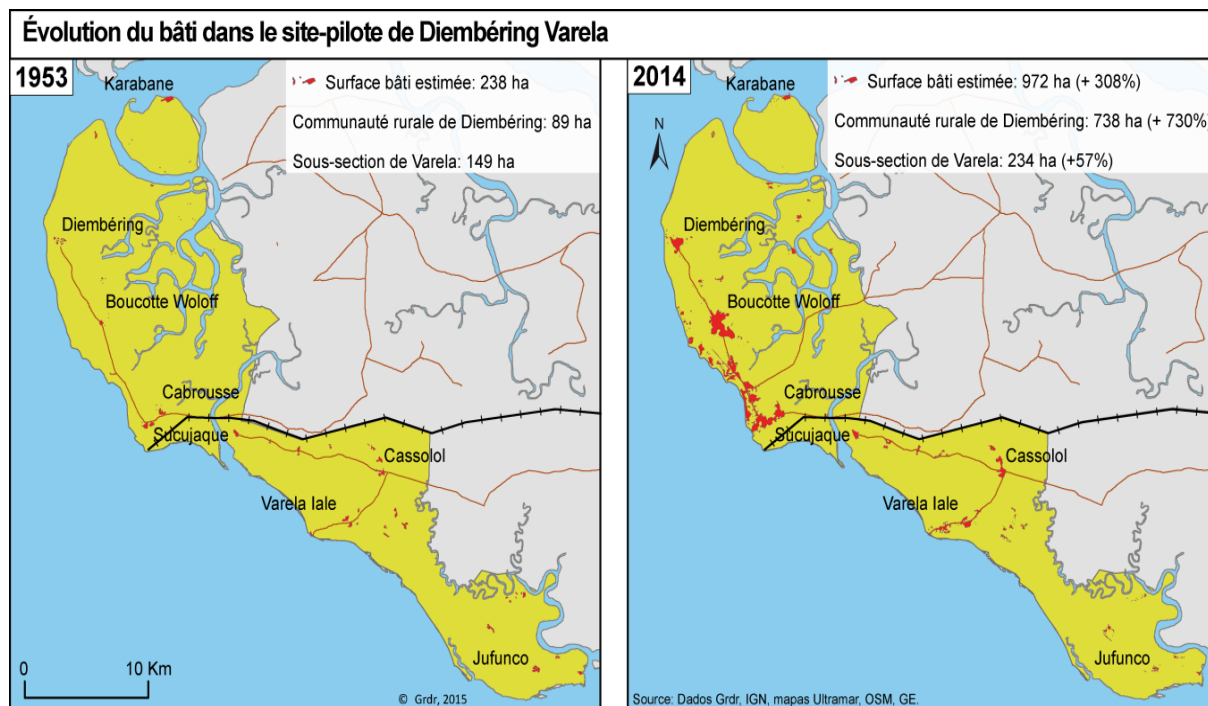 Évolution du bâti dans le site-pilote de Diembéring Varela
1953
Karabane
Surface bâti estimée: 238 ha
Communauté rurale de Diembéring: 89 ha
Sous-section de Varela: 149 ha
Diembéring
Boucotte Woloff
Cabrousse
Sucujaque
Cassolol
Varela Iale
Jufunco
0 10 Km
© Grdr, 2015
2014
Karabane
Surface bâti estimée: 972 ha (+ 308%)
N
Communauté rurale de Diembéring: 738 ha (+ 730%)
Sous-section de Varela: 234 ha (+57%)
Diembéring
Boucotte Woloff
Cabrousse
Sucujaque
Cassolol
Varela Iale
Jufunco
Source: Dados Grdr, IGN, mapas Ultramar, OSM, GE.